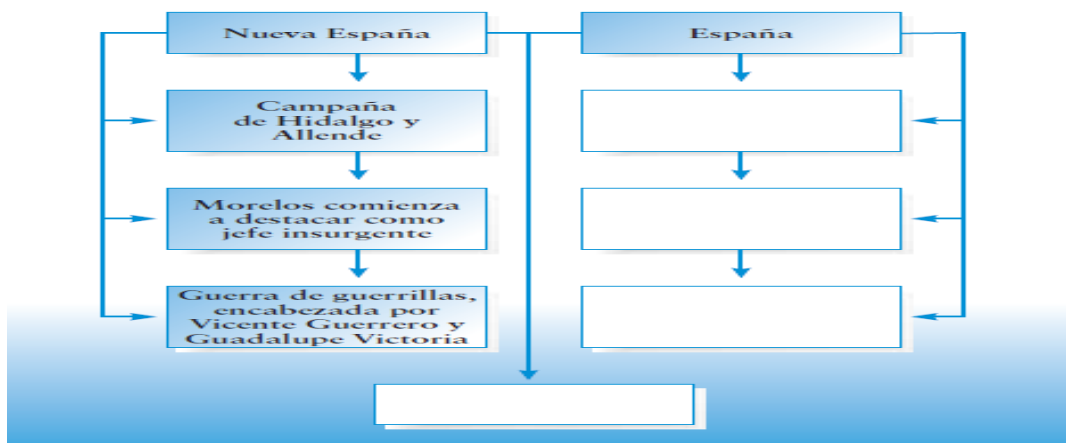 Nueva España
España
Campaña
de Hidalgo y
Allende
Morelos comienza
a destacar como
jefe insurgente
Guerra de guerrillas,
encabezada por
Vicente Guerrero y
Guadalupe Victoria